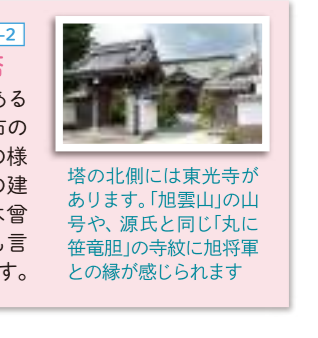 -2
塔の北側には東光寺が
あります。「旭雲山」の山
号や、源氏と同じ「丸に
笹竜胆」の寺紋に旭将軍
との縁が感じられます
ある
市の
の様
の建
曾
言
す。